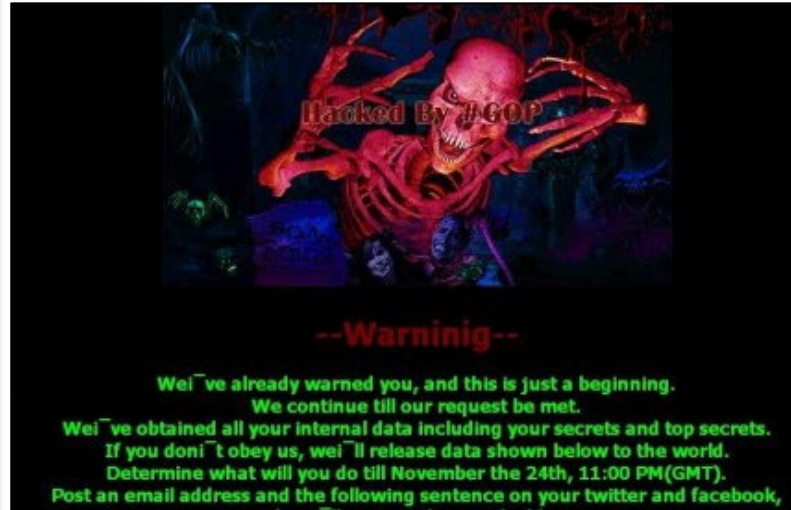 Hacked By #GOP
--Warninig--
Wei¯ve already warned you, and this is just a beginning.
We continue till our request be met.
Wei¯ve obtained all your internal data including your secrets and top secrets.
If you doni¯t obey us, wei¯ll release data shown below to the world.
Determine what will you do till November the 24th, 11:00 PM(GMT).
Post an email address and the following sentence on your twitter and facebook,